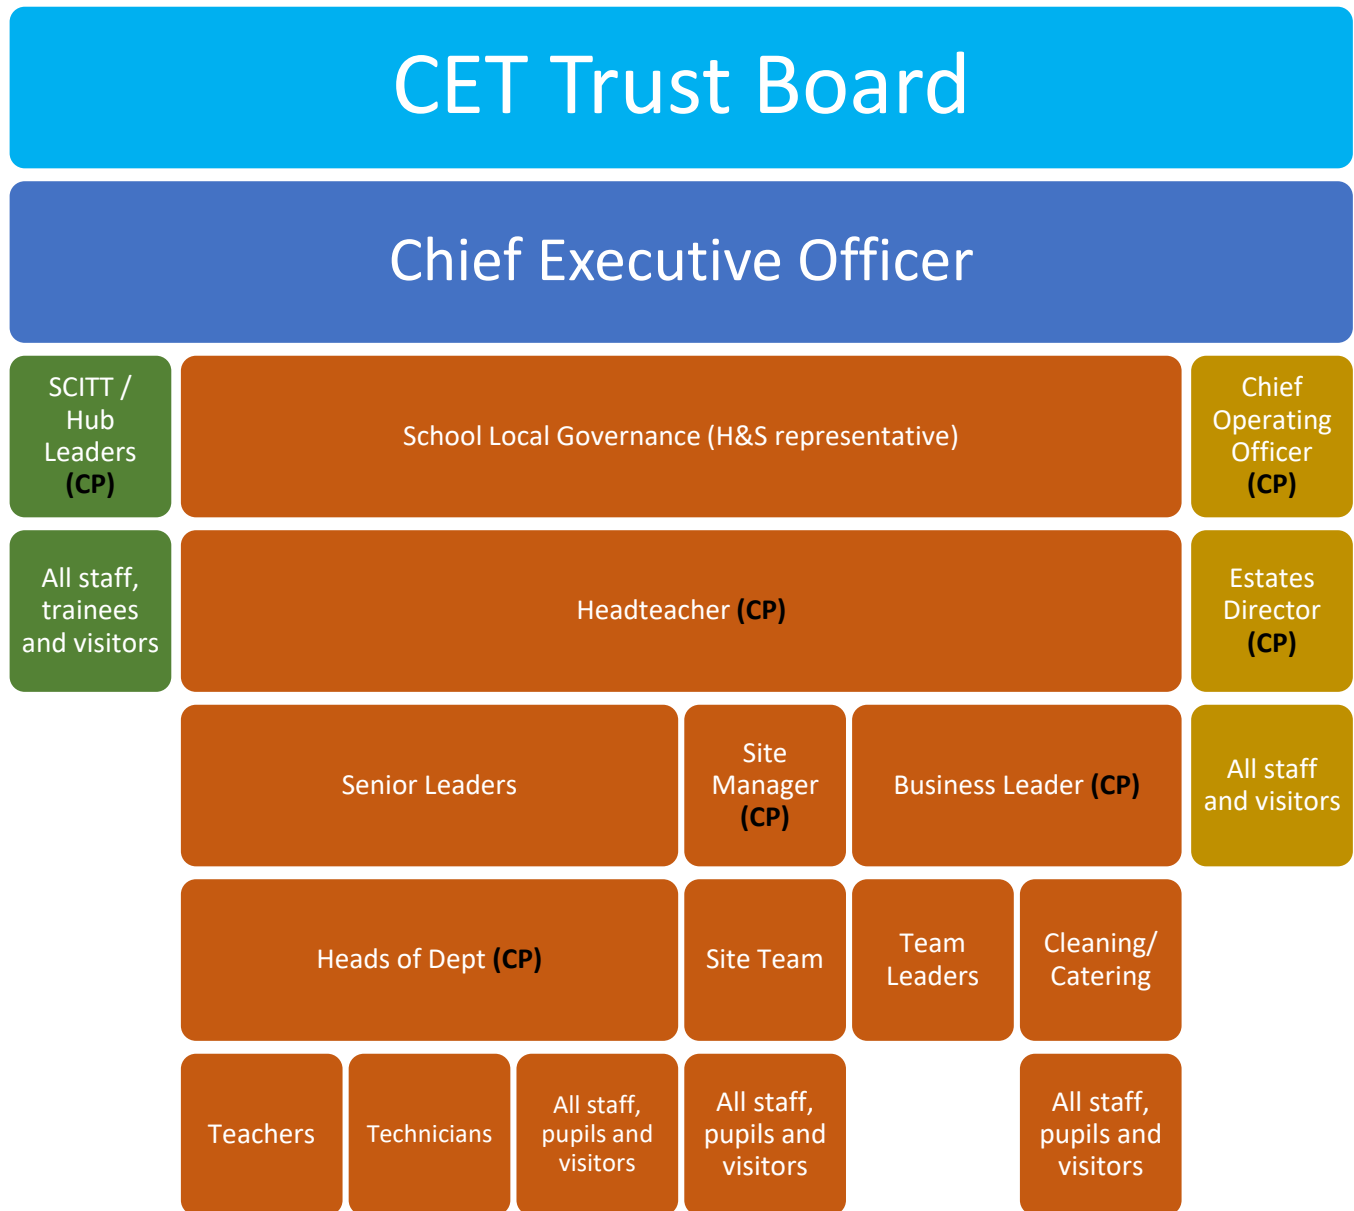 CET Trust Board
Chief Executive Officer
SCITT /
Hub
Leaders
(CP)
School Local Governance (H&S representative)
Chief
Operating
Officer
(CP)
All staff,
trainees
and visitors
Headteacher (CP)
Estates
Director
(CP)
Senior Leaders
Site
Manager
(CP)
Business Leader (CP)
All staff
and visitors
Heads of Dept (CP)
Site Team
Team
Leaders
Cleaning/
Catering
Teachers
Technicians
All staff,
pupils and
visitors
All staff,
pupils and
visitors
All staff,
pupils and
visitors